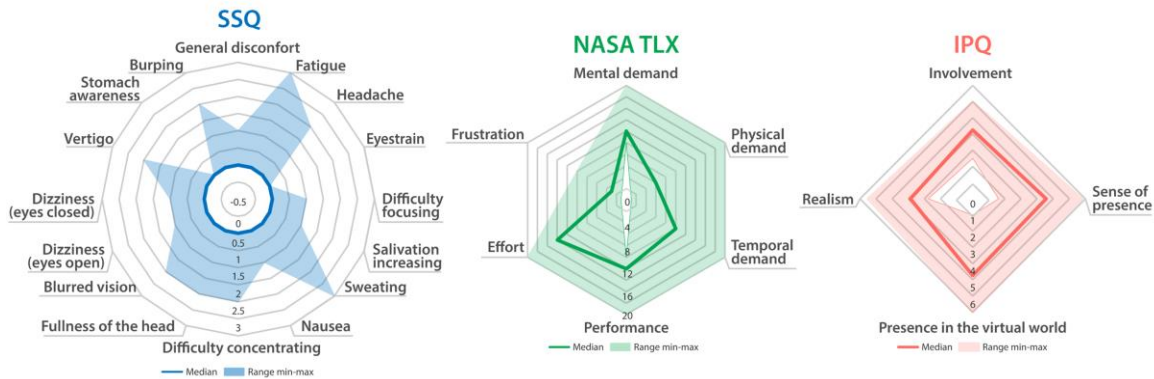 SSQ
General disconfort
Burping
Fatigue
Stomach
awareness
Headache
Vertigo
Eyestrain
Dizziness
(eyes closed)
Difficulty
focusing
Dizziness
(eyes open)
Salivation
increasing
Blurred vision
Sweating
Fullness of the head
Nausea
Difficulty concentrating
-0.5
0
0.5
1
1.5
2
2.5
3
Median
Range min-max
NASA TLX
Mental demand
Frustration
Physical
demand
Effort
Temporal
demand
Performance
0
4
8
12
16
20
Median
Range min-max
IPQ
Involvement
Realism
Sense of
presence
Presence in the virtual world
0
1
2
3
4
5
6
Median
Range min-max